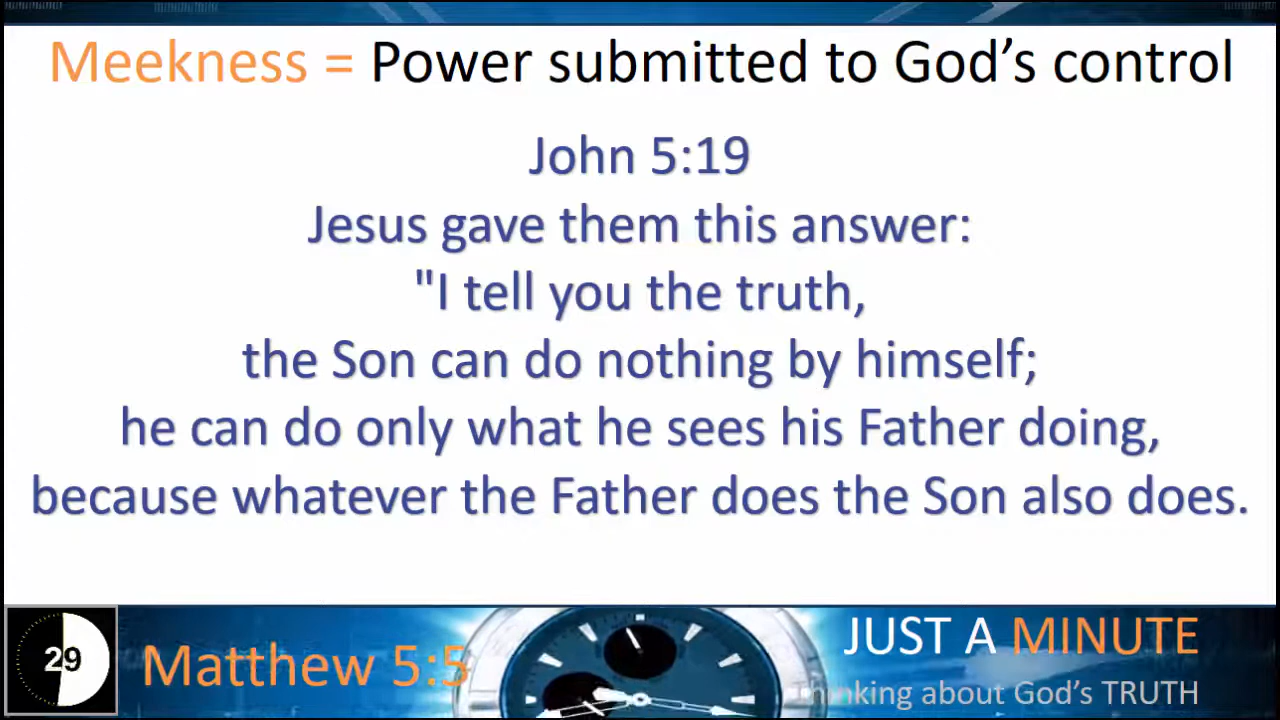 Meekness = Power submitted to God’s control
John 5:19
Jesus gave them this answer:
"I tell you the truth,
the Son can do nothing by himself;
he can do only what he sees his Father doing,
because whatever the Father does the Son also does.
29
Matthew 5:5
JUST A MINUTE
Thinking about God’s TRUTH